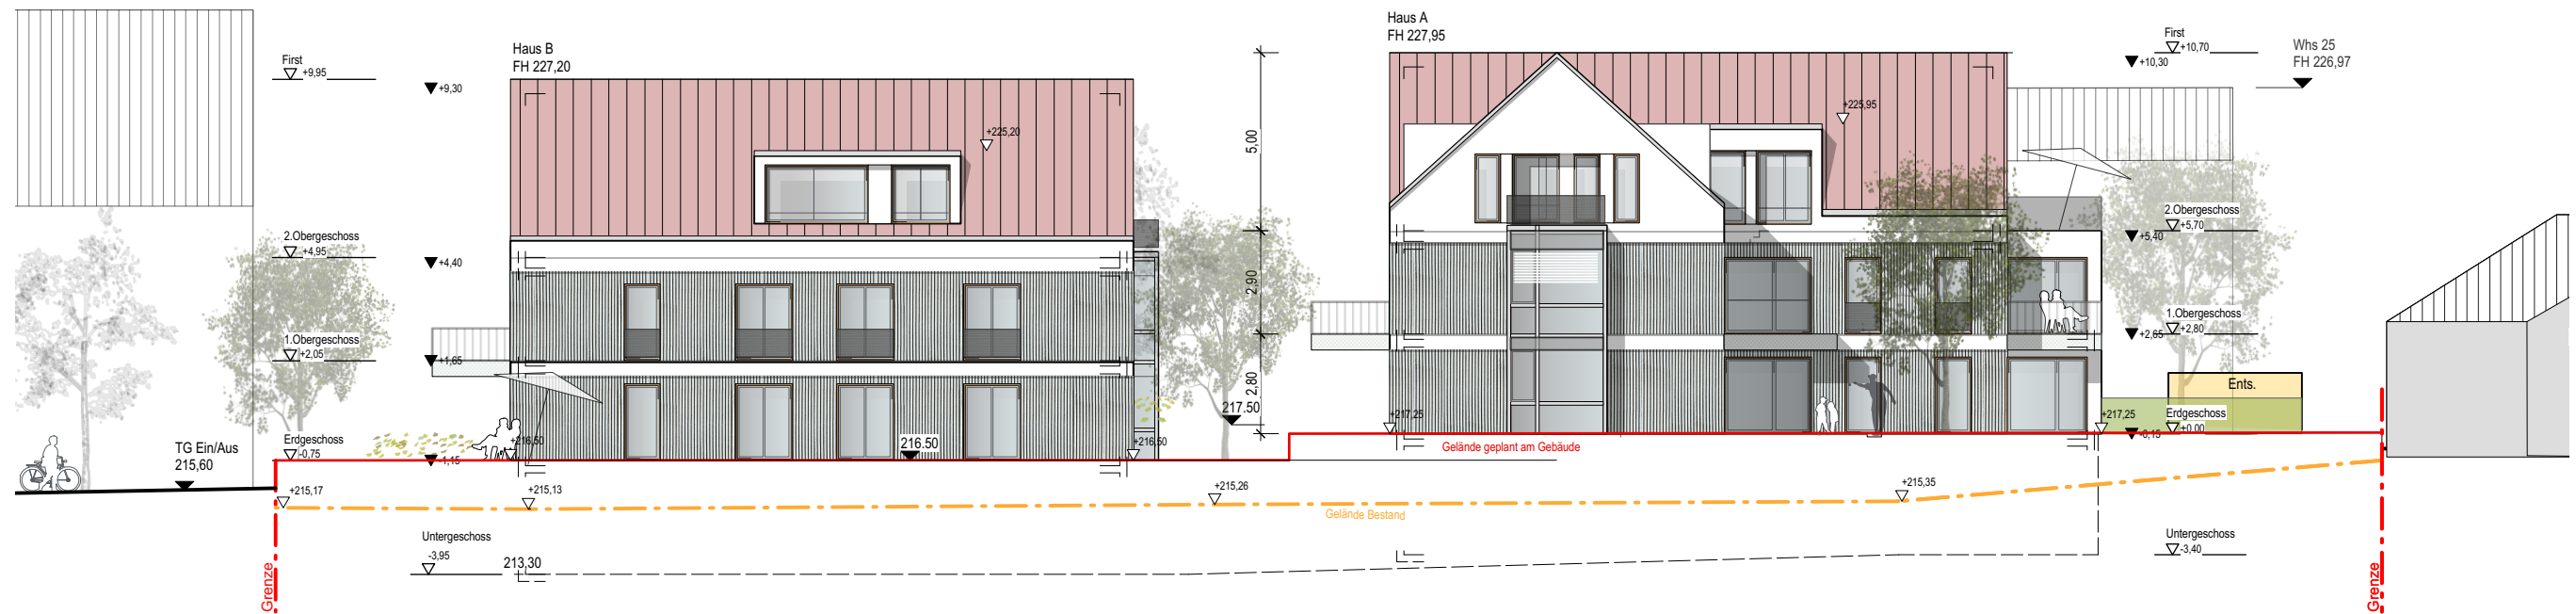 Haus A
FH 227,95
First
+10,70
Whs 25
FH 226,97
Haus B
FH 227,20
First
+9,95
+10,30
+9,30
+225,95
+225,20
5,00
2.Obergeschoss
+5,70
+5,40
2.Obergeschoss
+4,95
+4,40
2,90
1.Obergeschoss
+2,80
+2,65
1.Obergeschoss
+2,05
+1,65
2,80
Ents.
217.50
+217,25
+217,25
Erdgeschoss
+0,00
-0,15
TG Ein/Aus
215,60
Erdgeschoss
-0,75
-1,15
+216,50
216.50
+216,50
Gelände geplant am Gebäude
+215,17
+215,13
+215,26
+215,35
Gelände Bestand
Untergeschoss
-3,95
213,30
Untergeschoss
-3,40
Grenze
Grenze